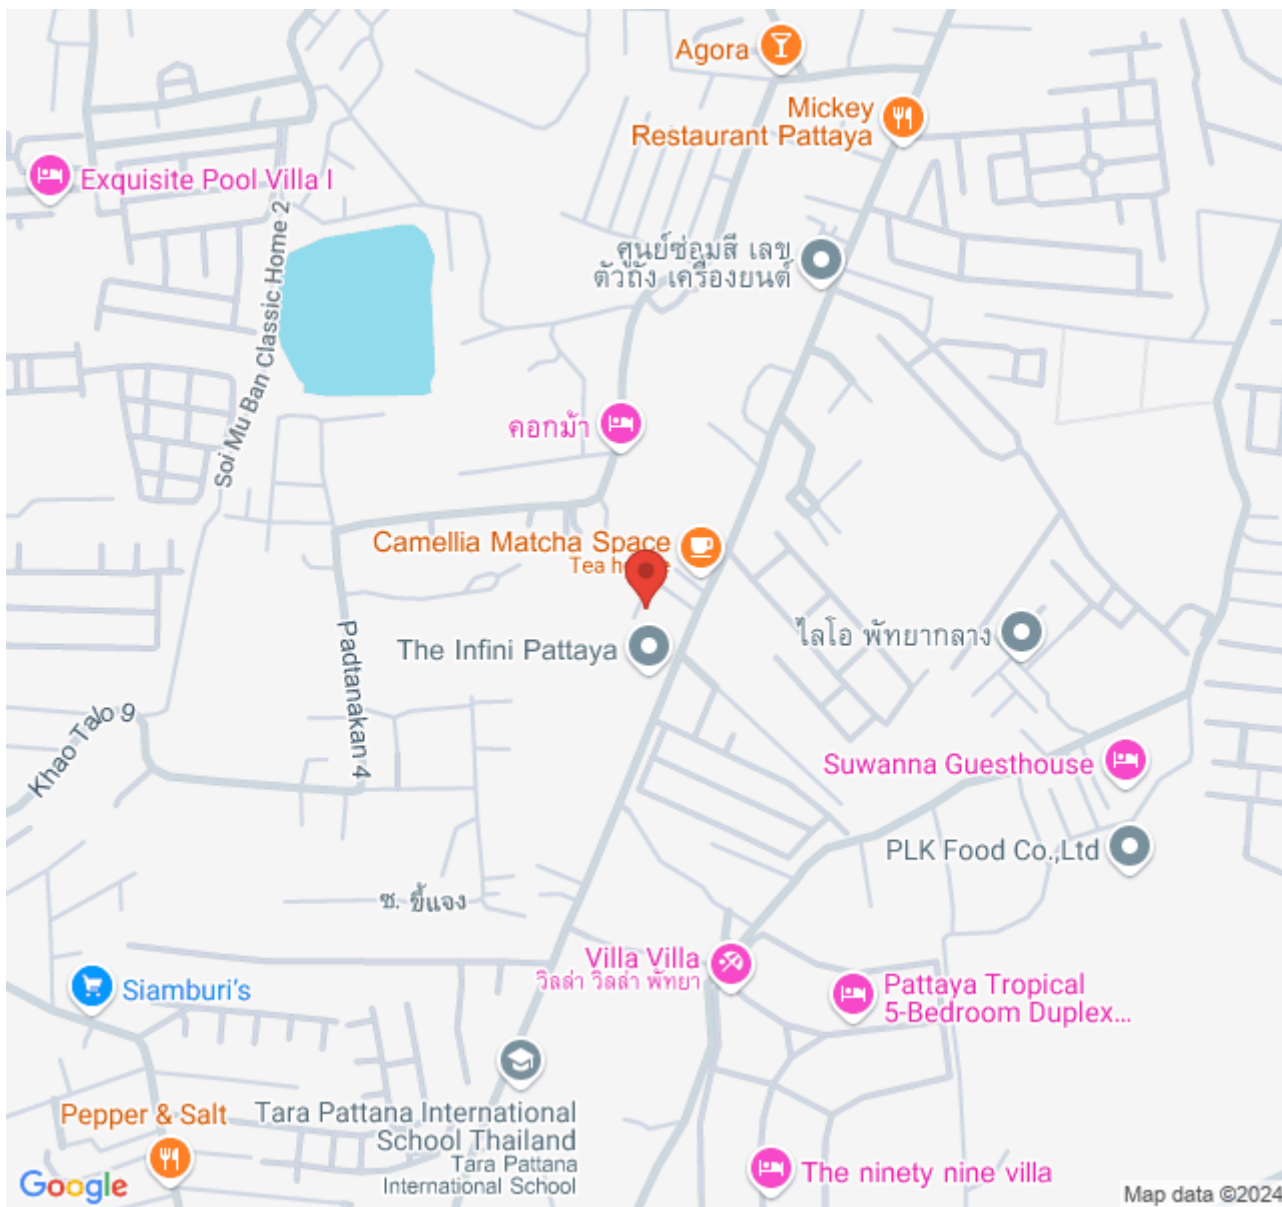 Agora
Mickey
Restaurant Pattaya
Exquisite Pool Villa I
Soi Mu Ban Classic Home 2
ศูนย์ซ่อมสี เลข
ตัวถัง เครื่องยนต์
คอกม้า
Camellia Matcha Space
Tea
The Infini Pattaya
ไลโอ พัทยากลาง
Padtanakan 4
Khao Talo 9
Suwanna Guesthouse
PLK Food Co.,Ltd
ซ. ขี้แจง
Villa Villa
วิลล่า วิลล่า พัทยา
Siamburi's
Pattaya Tropical
5-Bedroom Duplex...
Tara Pattana International
School Thailand
Tara Pattana
International School
Pepper & Salt
The ninety nine villa
Google
Map data ©2024